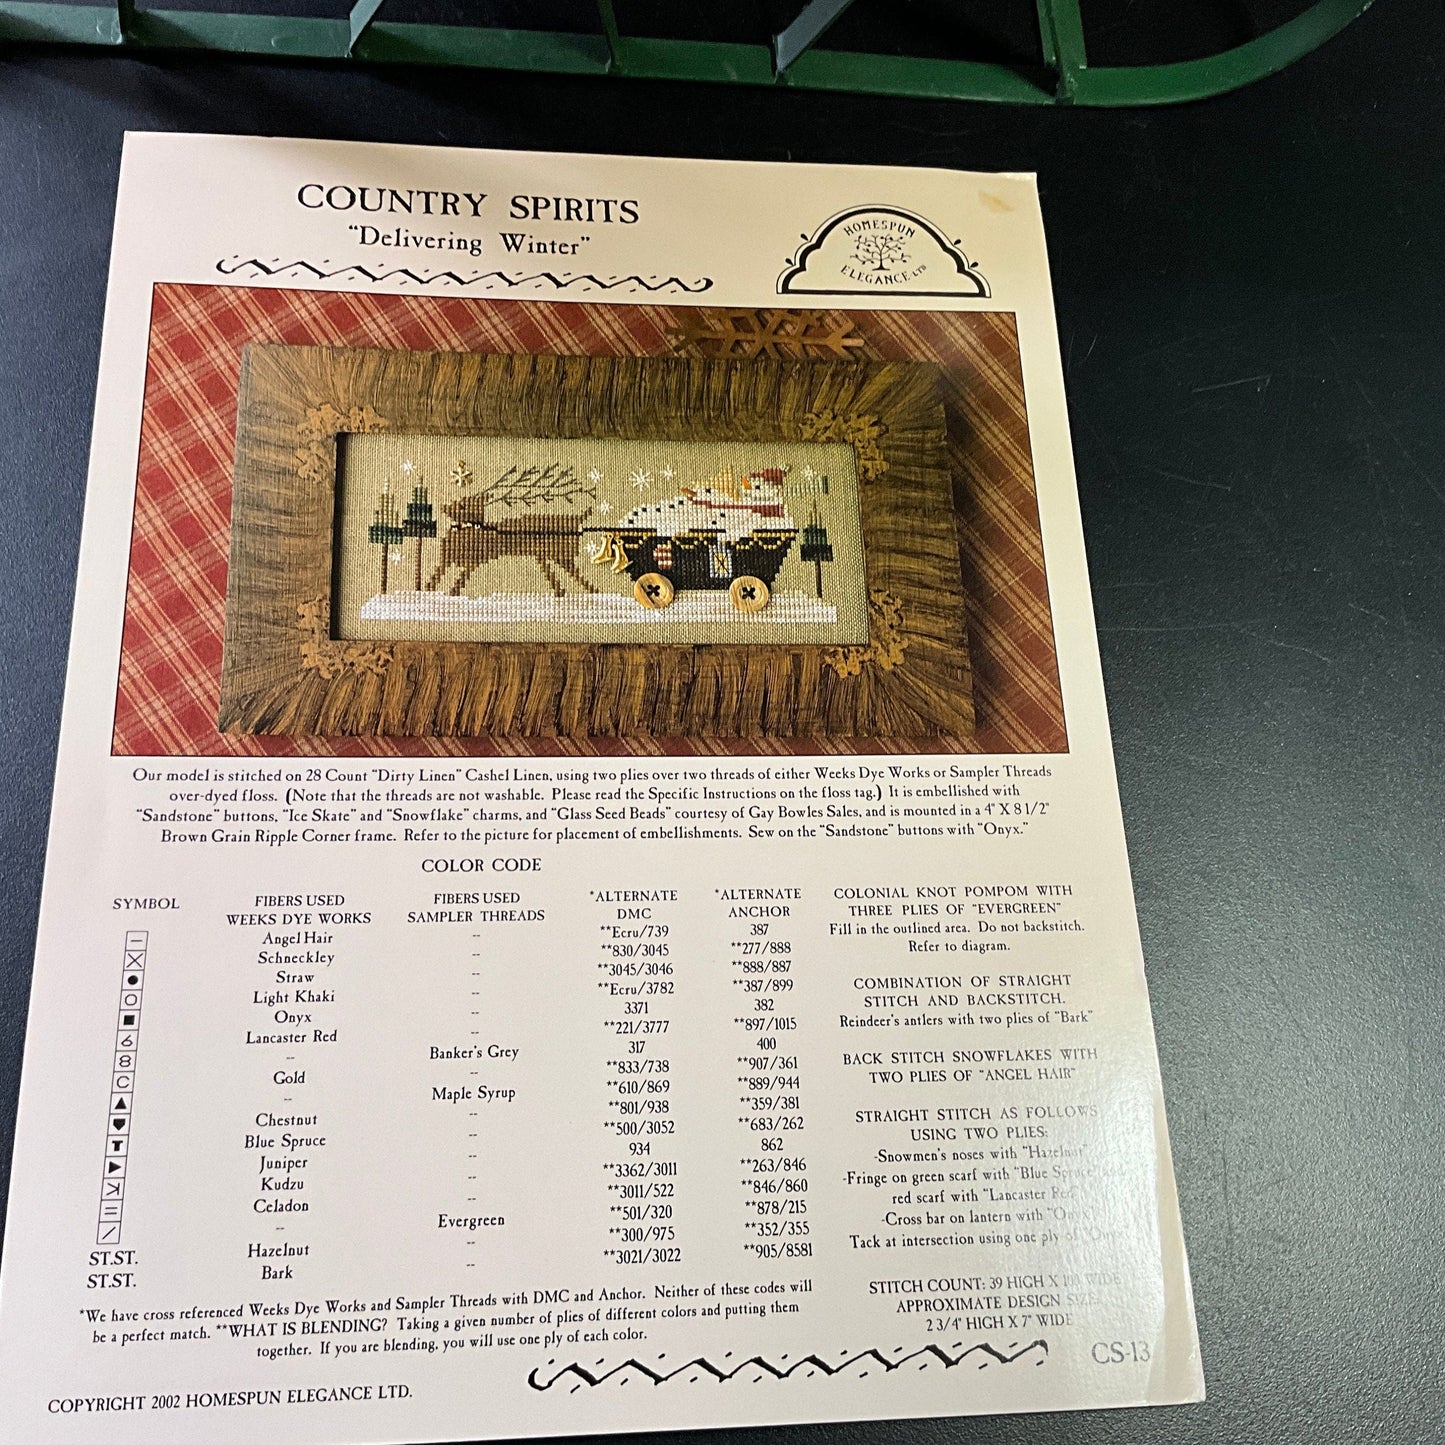 COUNTRY SPIRITS
"Delivering Winter"
HOMESPUN
ELEGANCE LTD
Our model is stitched on 28 Count "Dirty Linen" Cashel Linen, using two plies over two threads of either Weeks Dye Works or Sampler Threads
over-dyed floss. (Note that the threads are not washable. Please read the Specific Instructions on the floss tag.) It is embellished with
"Sandstone" buttons, "Ice Skate" and "Snowflake" charms, and "Glass Seed Beads" courtesy of Gay Bowles Sales, and is mounted in a 4" X 8 1/2"
Brown Grain Ripple Corner frame. Refer to the picture for placement of embellishments. Sew on the "Sandstone" buttons with "Onyx."
COLOR CODE
SYMBOL
FIBERS USED
WEEKS DYE WORKS
FIBERS USED
SAMPLER THREADS
*ALTERNATE
DMC
*ALTERNATE
ANCHOR
Angel Hair -- **Ecru/739 387
Schneckley -- **830/3045 **277/888
Straw -- **3045/3046 **888/887
Light Khaki -- **Ecru/3782 **387/899
Onyx -- 3371 382
Lancaster Red -- **221/3777 **897/1015
-- Banker's Grey 317 400
Gold -- **833/738 **907/361
-- Maple Syrup **610/869 **889/944
Chestnut -- **801/938 **359/381
Blue Spruce -- **500/3052 **683/262
Juniper -- 934 862
Kudzu -- **3362/3011 **263/846
Celadon -- **3011/522 **846/860
-- Evergreen **501/320 **878/215
ST.ST. Hazelnut -- **300/975 **352/355
ST.ST. Bark -- **3021/3022 **905/8581
COLONIAL KNOT POMPOM WITH
THREE PLIES OF "EVERGREEN"
Fill in the outlined area. Do not backstitch.
Refer to diagram.
COMBINATION OF STRAIGHT
STITCH AND BACKSTITCH.
Reindeer's antlers with two plies of "Bark"
BACK STITCH SNOWFLAKES WITH
TWO PLIES OF "ANGEL HAIR"
STRAIGHT STITCH AS FOLLOWS
USING TWO PLIES:
-Snowmen's noses with "Hazelnut"
-Fringe on green scarf with "Blue Spruce" and
red scarf with "Lancaster Red"
-Cross bar on lantern with "Onyx"
Tack at intersection using one ply of "Onyx"
STITCH COUNT: 39 HIGH X WIDE
APPROXIMATE DESIGN SIZE:
2 3/4" HIGH X 7" WIDE
*We have cross referenced Weeks Dye Works and Sampler Threads with DMC and Anchor. Neither of these codes will
be a perfect match. **WHAT IS BLENDING? Taking a given number of plies of different colors and putting them
together. If you are blending, you will use one ply of each color.
CS-13
COPYRIGHT 2002 HOMESPUN ELEGANCE LTD.